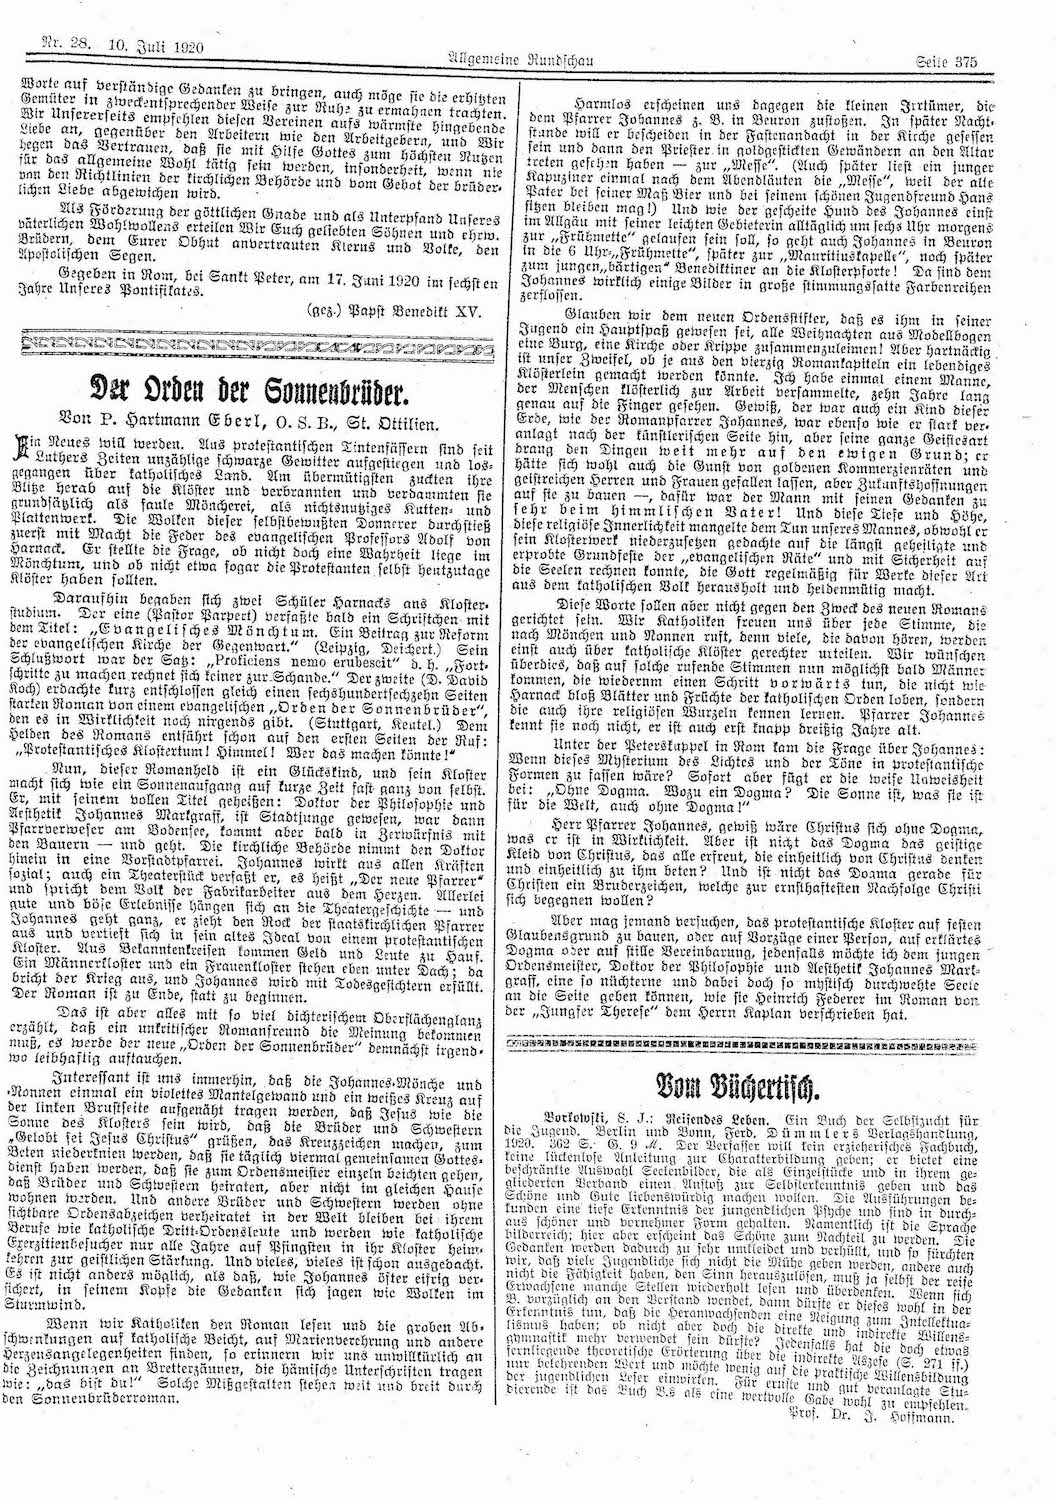 Nr. 28. 10. Juli 1920
Allgemeine Rundschau
Seite 375
Worte auf verständige Gedanken zu bringen, auch möge sie die erhitzten
Gemüter in zweckentsprechender Weise zur Ruhe zu ermahnen trachten.
Wir Unsererseits empfehlen diesen Vereinen aufs wärmste hingebende
Liebe an, gegenüber den Arbeitern wie den Arbeitgebern, und Wir
hegen das Vertrauen, daß sie mit Hilfe Gottes zum höchsten Nutzen
für das allgemeine Wohl tätig sein werden, insonderheit, wenn nie
von den Richtlinien der kirchlichen Behörde und vom Gebot der brüder-
lichen Liebe abgewichen wird.
Als Förderung der göttlichen Gnade und als Unterpfand Unseres
väterlichen Wohlwollens erteilen Wir Euch geliebten Söhnen und ehrw.
Brüdern, dem Eurer Obhut anvertrauten Klerus und Volke, den
Apostolischen Segen.
Gegeben in Rom, bei Sankt Peter, am 17. Juni 1920 im sechsten
Jahre Unseres Pontifikates.
(gez.) Papst Benedikt XV.
Der Orden der Sonnenbrüder.
Von P. Hartmann Eberl, O. S. B., St. Ottilien.
Ein Neues will werden. Aus protestantischen Tintenfässern sind seit
Luthers Zeiten unzählige schwarze Gewitter aufgestiegen und los-
gegangen über katholisches Land. Am übermütigsten zuckten ihre
Blitze herab auf die Klöster und verbrannten und verdammten sie
grundsätzlich als faule Möncherei, als nichtsnutziges Kutten- und
Plattenwerk. Die Wolken dieser selbstbewußten Donnerer durchstieß
zuerst mit Macht die Feder des evangelischen Professors Adolf von
Harnack. Er stellte die Frage, ob nicht doch eine Wahrheit liege im
Mönchtum, und ob nicht etwa sogar die Protestanten selbst heutzutage
Klöster haben sollten.
Daraufhin begaben sich zwei Schüler Harnacks ans Kloster-
studium. Der eine (Pastor Parpert) verfaßte bald ein Schriftchen mit
dem Titel: „Evangelisches Mönchtum. Ein Beitrag zur Reform
der evangelischen Kirche der Gegenwart.“ (Leipzig, Deichert.) Sein
Schlußwort war der Satz: „Proficiens nemo erubescit“ d. h. „Fort-
schritte zu machen rechnet sich keiner zur Schande.“ Der zweite (D. David
Koch) erdachte kurz entschlossen gleich einen sechshundertsechzehn Seiten
starken Roman von einem evangelischen „Orden der Sonnenbrüder“,
den es in Wirklichkeit noch nirgends gibt. (Stuttgart, Keutel.) Dem
Helden des Romans entfährt schon auf den ersten Seiten der Ruf:
„Protestantisches Klostertum! Himmel! Wer das machen könnte!“
Nun, dieser Romanheld ist ein Glückskind, und sein Kloster
macht sich wie ein Sonnenaufgang auf kurze Zeit fast ganz von selbst.
Er, mit seinem vollen Titel geheißen: Doktor der Philosophie und
Aesthetik Johannes Markgraff, ist Stadtjunge gewesen, war dann
Pfarrverweser am Bodensee, kommt aber bald in Zerwürfnis mit
den Bauern — und geht. Die kirchliche Behörde nimmt den Doktor
hinein in eine Vorstadtpfarrei. Johannes wirkt aus allen Kräften
sozial; auch ein Theaterstück verfaßt er, es heißt „Der neue Pfarrer“
und spricht dem Volk der Fabrikarbeiter aus dem Herzen. Allerlei
gute und böse Erlebnisse hängen sich an die Theatergeschichte — und
Johannes geht ganz, er zieht den Rock der staatskirchlichen Pfarrer
aus und vertieft sich in sein altes Ideal von einem protestantischen
Kloster. Aus Bekanntenkreisen kommen Geld und Leute zu Hauf.
Ein Männerkloster und ein Frauenkloster stehen eben unter Dach; da
bricht der Krieg aus, und Johannes wird mit Todesgesichtern erfüllt.
Der Roman ist zu Ende, statt zu beginnen.
Das ist aber alles mit so viel dichterischem Oberflächenglanz
erzählt, daß ein unkritischer Romanfreund die Meinung bekommen
muß, es werde der neue „Orden der Sonnenbrüder“ demnächst irgend-
wo leibhaftig auftauchen.
Interessant ist uns immerhin, daß die Johannes-Mönche und
-Nonnen einmal ein violettes Mantelgewand und ein weißes Kreuz auf
der linken Brustseite aufgenäht tragen werden, daß Jesus wie die
Sonne des Klosters sein wird, daß die Brüder und Schwestern
„Gelobt sei Jesus Christus“ grüßen, das Kreuzzeichen machen, zum
Beten niederknien werden, daß sie täglich viermal gemeinsamen Gottes-
dienst haben werden, daß sie zum Ordensmeister einzeln beichten gehen,
daß Brüder und Schwestern heiraten, aber nicht im gleichen Hause
wohnen werden. Und andere Brüder und Schwestern werden ohne
sichtbare Ordensabzeichen verheiratet in der Welt bleiben bei ihrem
Berufe wie katholische Dritt-Ordensleute und werden wie katholische
Exerzitienbesucher nur alle Jahre auf Pfingsten in ihr Kloster heim-
kehren zur geistlichen Stärkung. Und vieles, vieles ist schon ausgedacht.
Es ist nicht anders möglich, als daß, wie Johannes öfter eifrig ver-
sichert, in seinem Kopfe die Gedanken sich jagen wie Wolken im
Sturmwind.
Wenn wir Katholiken den Roman lesen und die groben Ab-
schwenkungen auf katholische Beicht, auf Marienverehrung und andere
Herzensangelegenheiten finden, so erinnern wir uns unwillkürlich an
die Zeichnungen an Bretterzäunen, die hämische Unterschriften tragen
wie: „das bist du!“ Solche Mißgestalten stehen weit und breit durch
den Sonnenbrüderroman.
Harmlos erscheinen uns dagegen die kleinen Irrtümer, die
dem Pfarrer Johannes z. B. in Beuron zustoßen. In später Nacht-
stunde will er bescheiden in der Fastenandacht in der Kirche gesessen
sein und dann den Priester in goldgestickten Gewändern an den Altar
treten gesehen haben — zur „Messe“. (Auch später liest ein junger
Kapuziner einmal nach dem Abendläuten die „Messe“, weil der alte
Pater bei seiner Maß Bier und bei seinem schönen Jugendfreund Hans
sitzen bleiben mag!) Und wie der gescheite Hund des Johannes einst
im Allgäu mit seiner leichten Gebieterin alltäglich um sechs Uhr morgens
zur „Frühmette“ gelaufen sein soll, so geht auch Johannes in Beuron
in die 6 Uhr-„Frühmette“, später zur „Mauritiuskapelle“, noch später
zum jungen „bärtigen“ Benediktiner an die Klosterpforte! Da sind dem
Johannes wirklich einige Bilder in große stimmungssatte Farbenreihen
zerflossen.
Glauben wir dem neuen Ordensstifter, daß es ihm in seiner
Jugend ein Hauptspaß gewesen sei, alle Weihnachten aus Modellbogen
eine Burg, eine Kirche oder Krippe zusammenzuleimen! Aber hartnäckig
ist unser Zweifel, ob je aus den vierzig Romankapiteln ein lebendiges
Klösterlein gemacht werden könnte. Ich habe einmal einem Manne,
der Menschen klösterlich zur Arbeit versammelte, zehn Jahre lang
genau auf die Finger gesehen. Gewiß, der war auch ein Kind dieser
Erde, wie der Romanpfarrer Johannes, war ebenso wie er stark ver-
anlagt nach der künstlerischen Seite hin, aber seine ganze Geistesart
drang den Dingen weit mehr auf den ewigen Grund; er
hätte sich wohl auch die Gunst von goldenen Kommerzienräten und
geistreichen Herren und Frauen gefallen lassen, aber Zukunftshoffnungen
auf sie zu bauen —, dafür war der Mann mit seinen Gedanken zu
sehr beim himmlischen Vater! Und diese Tiefe und Höhe,
diese religiöse Innerlichkeit mangelte dem Tun unseres Mannes, obwohl er
sein Klosterwerk niederzusetzen gedachte auf die längst geheiligte und
erprobte Grundfeste der „evangelischen Räte“ und mit Sicherheit auf
die Seelen rechnen konnte, die Gott regelmäßig für Werke dieser Art
aus dem katholischen Volk herausholt und heldenmütig macht.
Diese Worte sollen aber nicht gegen den Zweck des neuen Romans
gerichtet sein. Wir Katholiken freuen uns über jede Stimme, die
nach Mönchen und Nonnen ruft, denn viele, die davon hören, werden
einst auch über katholische Klöster gerechter urteilen. Wir wünschen
überdies, daß auf solche rufende Stimmen nun möglichst bald Männer
kommen, die wiederum einen Schritt vorwärts tun, die nicht wie
Harnack bloß Blätter und Früchte der katholischen Orden loben, sondern
die auch ihre religiösen Wurzeln kennen lernen. Pfarrer Johannes
kennt sie noch nicht, er ist auch erst knapp dreißig Jahre alt.
Unter der Peterskuppel in Rom kam die Frage über Johannes:
Wenn dieses Mysterium des Lichtes und der Töne in protestantische
Formen zu fassen wäre? Sofort aber fügt er die weise Naweisheit
bei: „Ohne Dogma. Wozu ein Dogma? Die Sonne ist, was sie ist
für die Welt, auch ohne Dogma!“
Herr Pfarrer Johannes, gewiß wäre Christus sich ohne Dogma,
was er ist in Wirklichkeit. Aber ist nicht das Dogma das geistige
Kleid von Christus, das alle erfreut, die einheitlich von Christus denken
und einheitlich zu ihm beten? Und ist nicht das Dogma gerade für
Christen ein Bruderzeichen, welche zur ernsthaftesten Nachfolge Christi
sich begegnen wollen?
Aber mag jemand versuchen, das protestantische Kloster auf festen
Glaubensgrund zu bauen, oder auf Vorzüge einer Person, auf erklärtes
Dogma oder auf stille Vereinbarung, jedenfalls möchte ich dem jungen
Ordensmeister, Doktor der Philosophie und Aesthetik Johannes Mark-
graff, eine so nüchterne und dabei doch so mystisch durchwehte Seele
an die Seite geben können, wie sie Heinrich Federer im Roman von
der „Jungfer Therese“ dem Herrn Kaplan verschrieben hat.
Vom Büchertisch.
Borkowski, S. J.: Reifendes Leben. Ein Buch der Selbstzucht für
die Jugend. Berlin und Bonn, Ferd. Dümmlers Verlagshandlung,
1920. 362 S. G. 9 M. Der Verfasser will kein erzieherisches Fachbuch,
keine lückenlose Anleitung zur Charakterbildung geben; er bietet eine
beschränkte Auswahl Seelenbilder, die als Einzelstücke und in ihrem ge-
gliederten Verband einen Anstoß zur Selbsterkenntnis geben und das
Schöne und Gute liebenswürdig machen wollen. Die Ausführungen be-
kunden eine tiefe Erkenntnis der jugendlichen Psyche und sind in durch-
aus schöner und vornehmer Form gehalten. Namentlich ist die Sprache
bilderreich; hier aber erscheint das Schöne zum Nachteil zu werden. Die
Gedanken werden dadurch zu sehr umkleidet und verhüllt, und so fürchten
wir, daß viele Jugendliche sich nicht die Mühe geben werden, andere auch
nicht die Fähigkeit haben, den Sinn herauszulösen, muß ja selbst der reife
Erwachsene manche Stellen wiederholt lesen und überdenken. Wenn sich
B. vorzüglich an den Verstand wendet, dann dürfte er dieses wohl in der
Erkenntnis tun, daß die Heranwachsenden eine Neigung zum Intellektua-
lismus haben; ob nicht aber doch die direkte und indirekte Willens-
gymnastik mehr verwendet sein dürfte? Jedenfalls hat die doch etwas
fernliegende theoretische Erörterung über die indirekte Aszese (S. 271 ff.)
nur belehrenden Wert und möchte wenig auf die praktische Willensbildung
der jugendlichen Leser einwirken. Für ernste und gut veranlagte Stu-
dierende ist das Buch B.s als eine wertvolle Gabe wohl zu empfehlen.
Prof. Dr. J. Hoffmann.